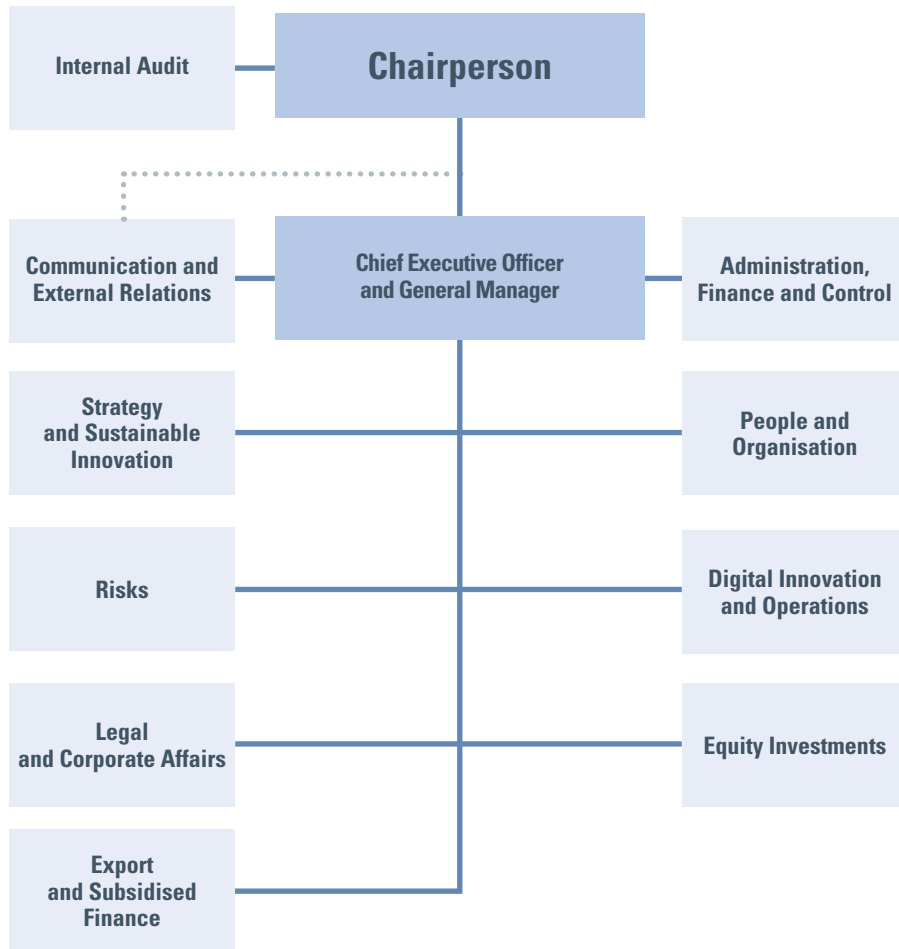 Internal Audit
Chairperson
Communication and
External Relations
Chief Executive Officer
and General Manager
Administration,
Finance and Control
Strategy
and Sustainable
Innovation
People and
Organisation
Risks
Digital Innovation
and Operations
Legal
and Corporate Affairs
Equity Investments
Export
and Subsidised
Finance